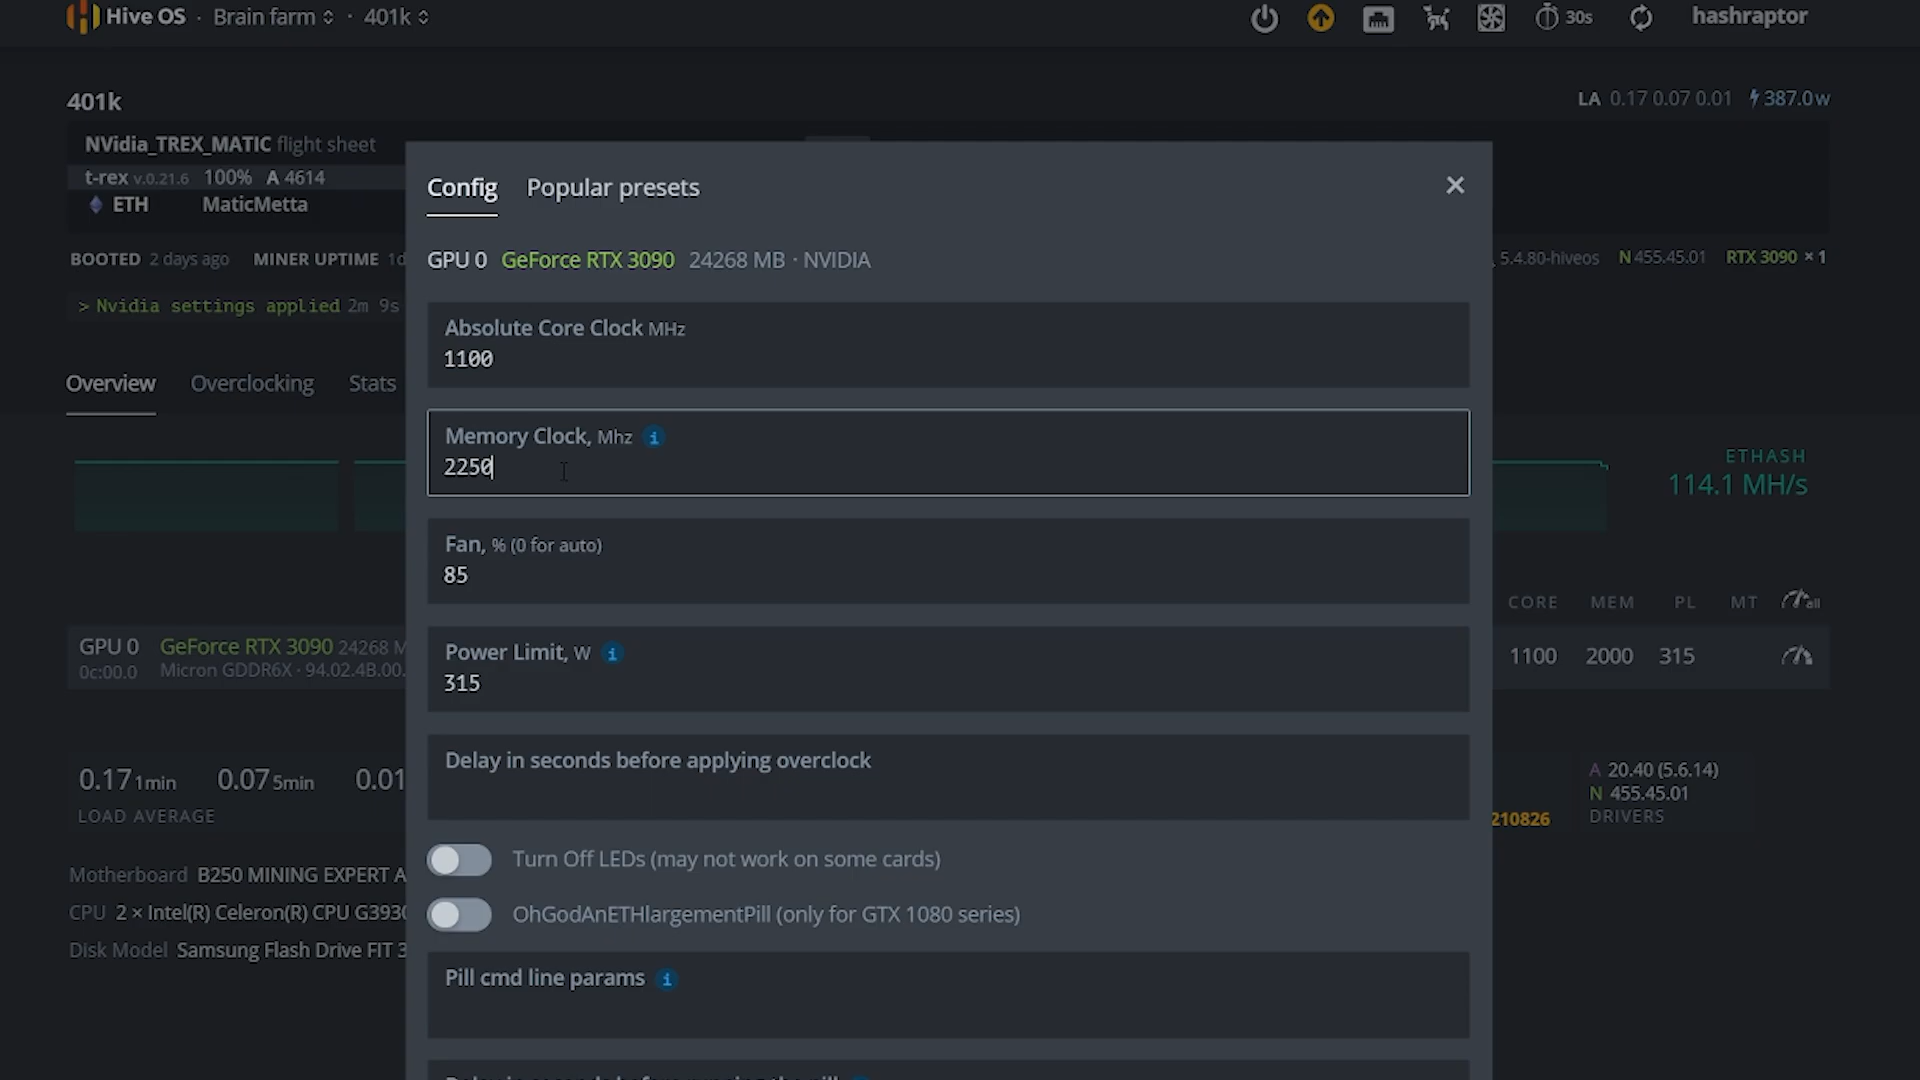 Hive OS · Brain farm · 401k
30s
hashraptor
401k
LA 0.17 0.07 0.01 387.0w
NVidia_TREX_MATIC flight sheet
t-rex v.0.21.6 100% A 4614
ETH MaticMetta
BOOTED 2 days ago MINER UPTIME 1d
5.4.80-hiveos N 455.45.01 RTX 3090 × 1
> Nvidia settings applied 2m 9s
Overview Overclocking Stats
Config Popular presets
GPU 0 GeForce RTX 3090 24268 MB · NVIDIA
Absolute Core Clock MHz
1100
Memory Clock, Mhz i
2250
Fan, % (0 for auto)
85
Power Limit, W i
315
Delay in seconds before applying overclock
Turn Off LEDs (may not work on some cards)
OhGodAnETHlargementPill (only for GTX 1080 series)
Pill cmd line params i
ETHASH
114.1 MH/s
CORE MEM PL MT all
GPU 0 GeForce RTX 3090 24268 M
0c:00.0 Micron GDDR6X · 94.02.4B.00.
1100 2000 315
0.17 1min 0.07 5min 0.01
LOAD AVERAGE
210826
A 20.40 (5.6.14)
N 455.45.01
DRIVERS
Motherboard B250 MINING EXPERT A
CPU 2 × Intel(R) Celeron(R) CPU G3930
Disk Model Samsung Flash Drive FIT 3